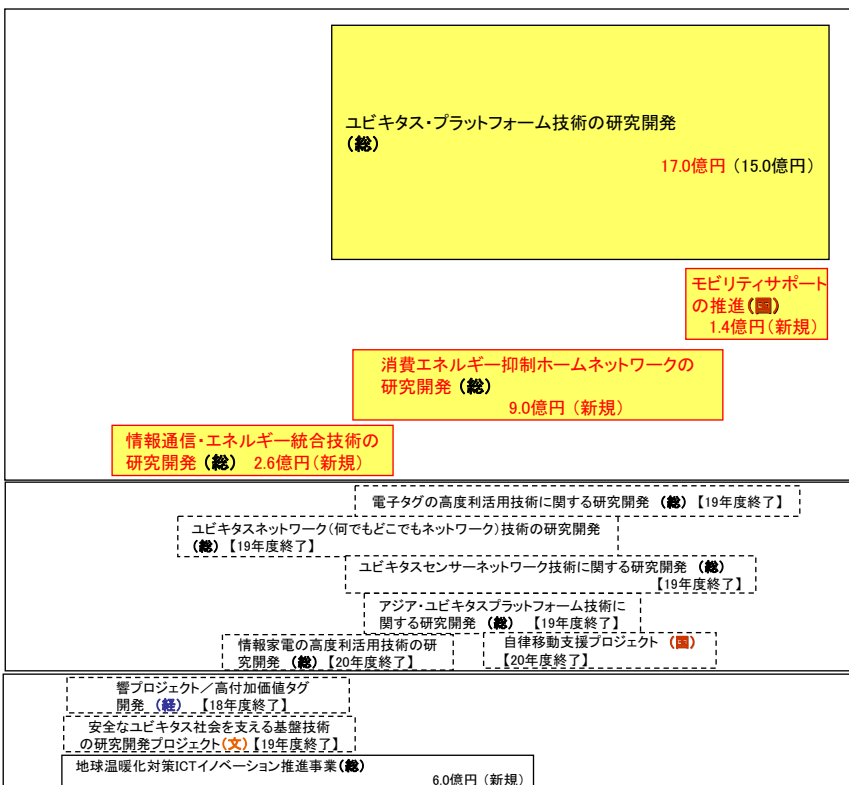 ユビキタス・プラットフォーム技術の研究開発
(総)
17.0億円 (15.0億円)
モビリティサポート
の推進(国)
1.4億円(新規)
消費エネルギー抑制ホームネットワークの
研究開発 (総)
9.0億円 (新規)
情報通信・エネルギー統合技術の
研究開発 (総) 2.6億円(新規)
電子タグの高度利活用技術に関する研究開発 (総)【19年度終了】
ユビキタスネットワーク(何でもどこでもネットワーク)技術の研究開発
(総)【19年度終了】
ユビキタスセンサーネットワーク技術に関する研究開発 (総)
【19年度終了】
アジア・ユビキタスプラットフォーム技術に
関する研究開発 (総) 【19年度終了】
情報家電の高度利活用技術の研
究開発 (総)【20年度終了】
自律移動支援プロジェクト (国)
【20年度終了】
響プロジェクト/高付加価値タグ
開発 (経) 【18年度終了】
安全なユビキタス社会を支える基盤技術
の研究開発プロジェクト(文)【19年度終了】
地球温暖化対策ICTイノベーション推進事業(総)
6.0億円 (新規)